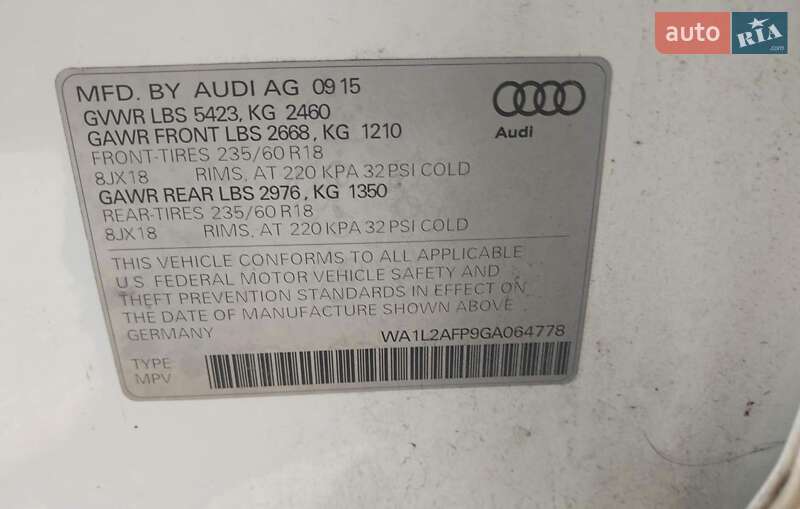 auto RIA .com
MFD. BY AUDI AG 09 15
GVWR LBS 5423, KG 2460
GAWR FRONT LBS 2668, KG 1210
FRONT-TIRES 235/60 R18
8JX18 RIMS, AT 220 KPA 32 PSI COLD
GAWR REAR LBS 2976, KG 1350
REAR-TIRES 235/60 R18
8JX18 RIMS, AT 220 KPA 32 PSI COLD
Audi
THIS VEHICLE CONFORMS TO ALL APPLICABLE
U.S. FEDERAL MOTOR VEHICLE SAFETY AND
THEFT PREVENTION STANDARDS IN EFFECT ON
THE DATE OF MANUFACTURE SHOWN ABOVE
GERMANY WA1L2AFP9GA064778
TYPE
MPV